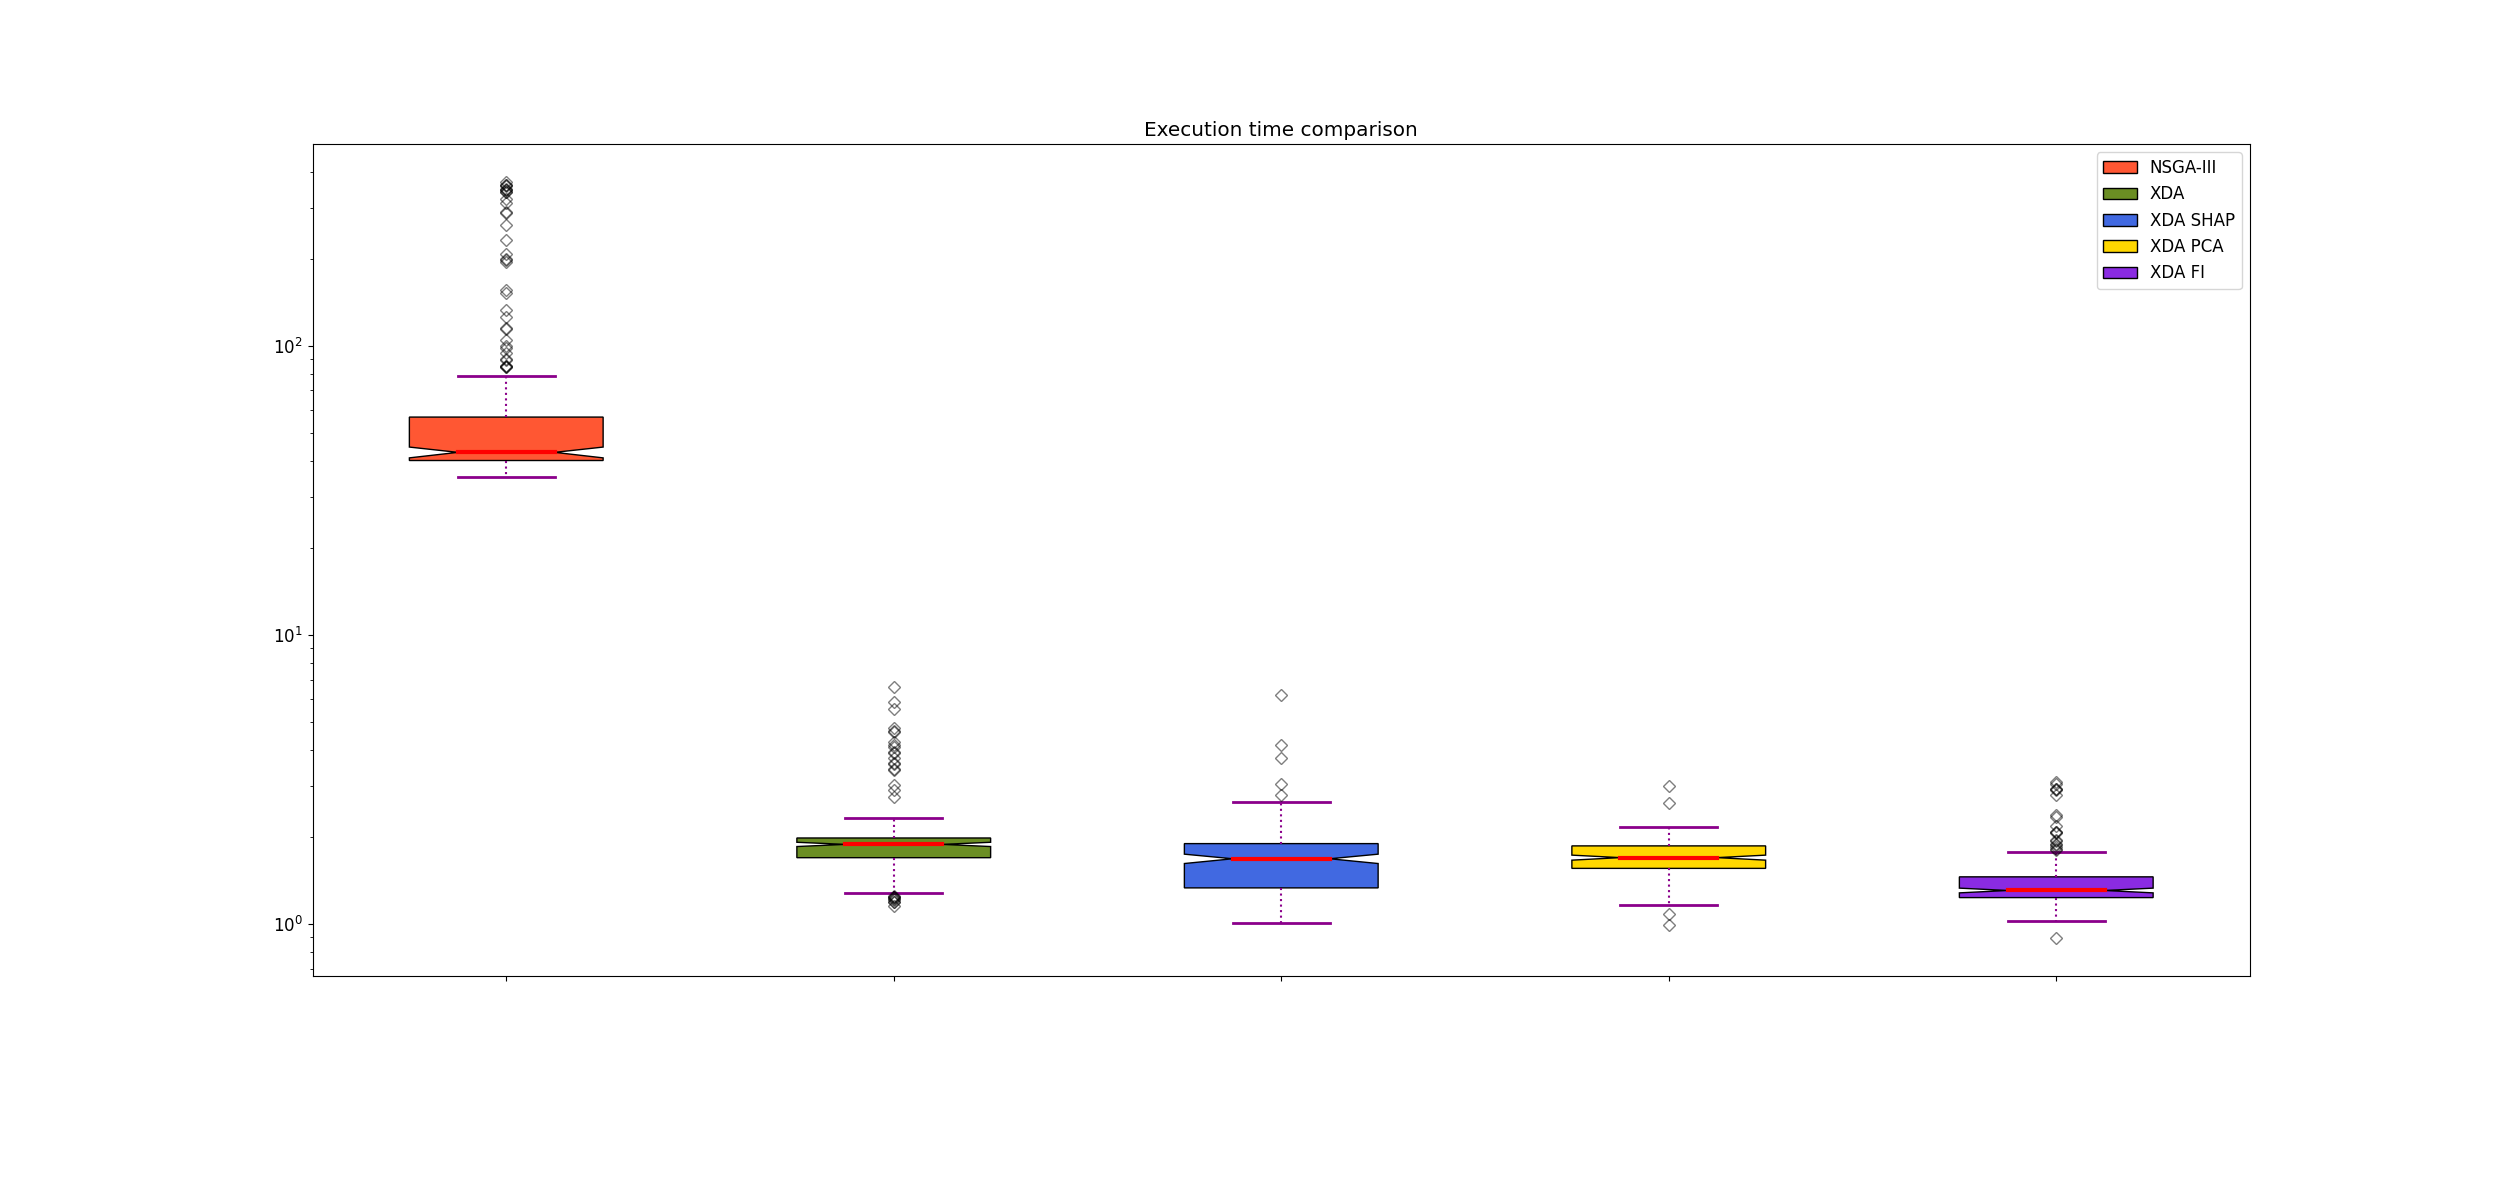 Execution time comparison
NSGA-III
XDA
XDA SHAP
XDA PCA
XDA FI
10²
10¹
10⁰